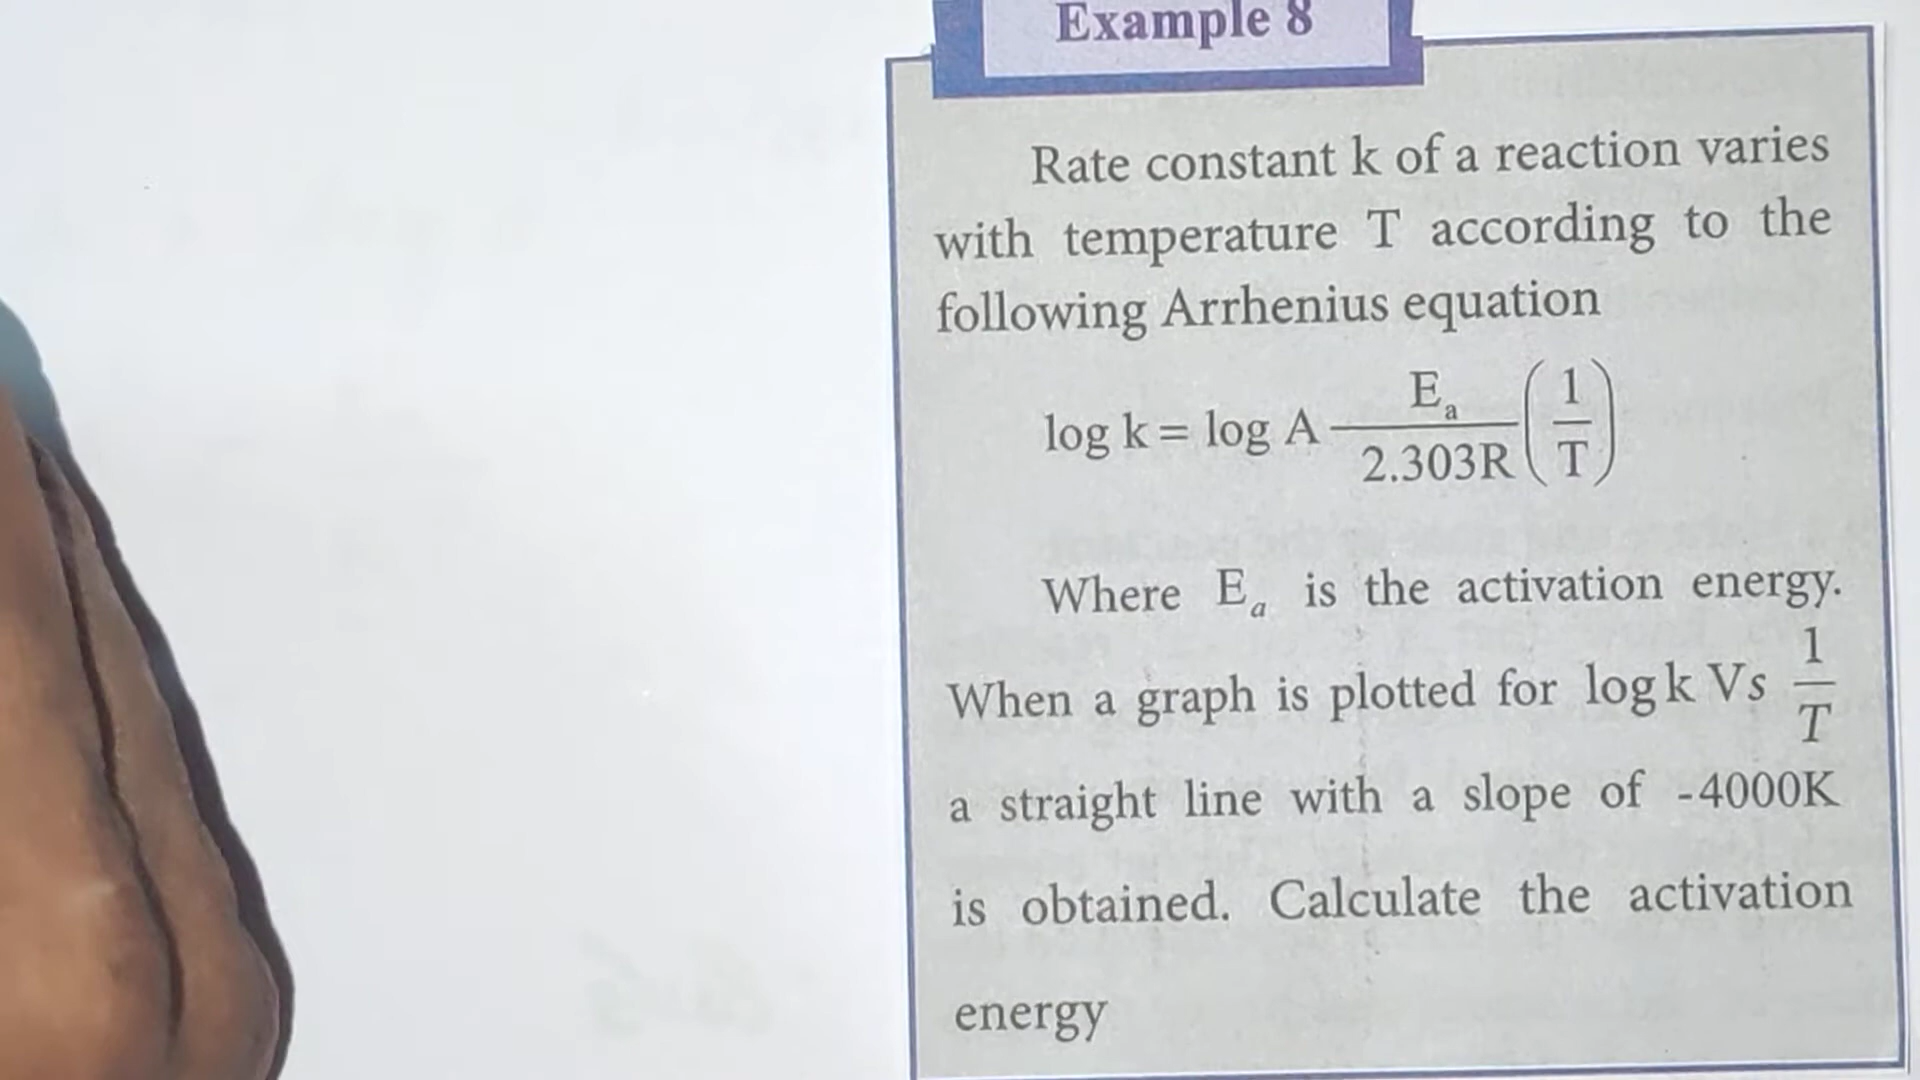 Example 8
Rate constant k of a reaction varies
with temperature T according to the
following Arrhenius equation
log k = log A — E_a / 2.303R (1/T)
Where E_a is the activation energy.
When a graph is plotted for log k Vs 1/T
a straight line with a slope of -4000K
is obtained. Calculate the activation
energy